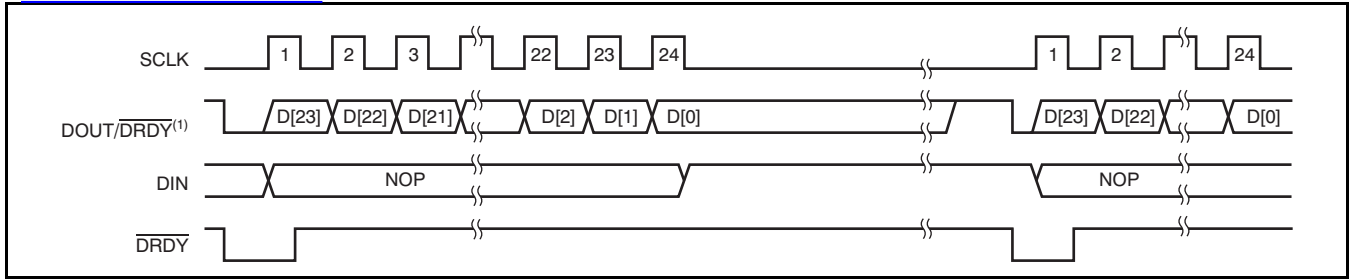 SCLK 1 2 3 22 23 24 1 2 24
DOUT/DRDY(1) D[23] D[22] D[21] D[2] D[1] D[0] D[23] D[22] D[0]
DIN NOP NOP
DRDY